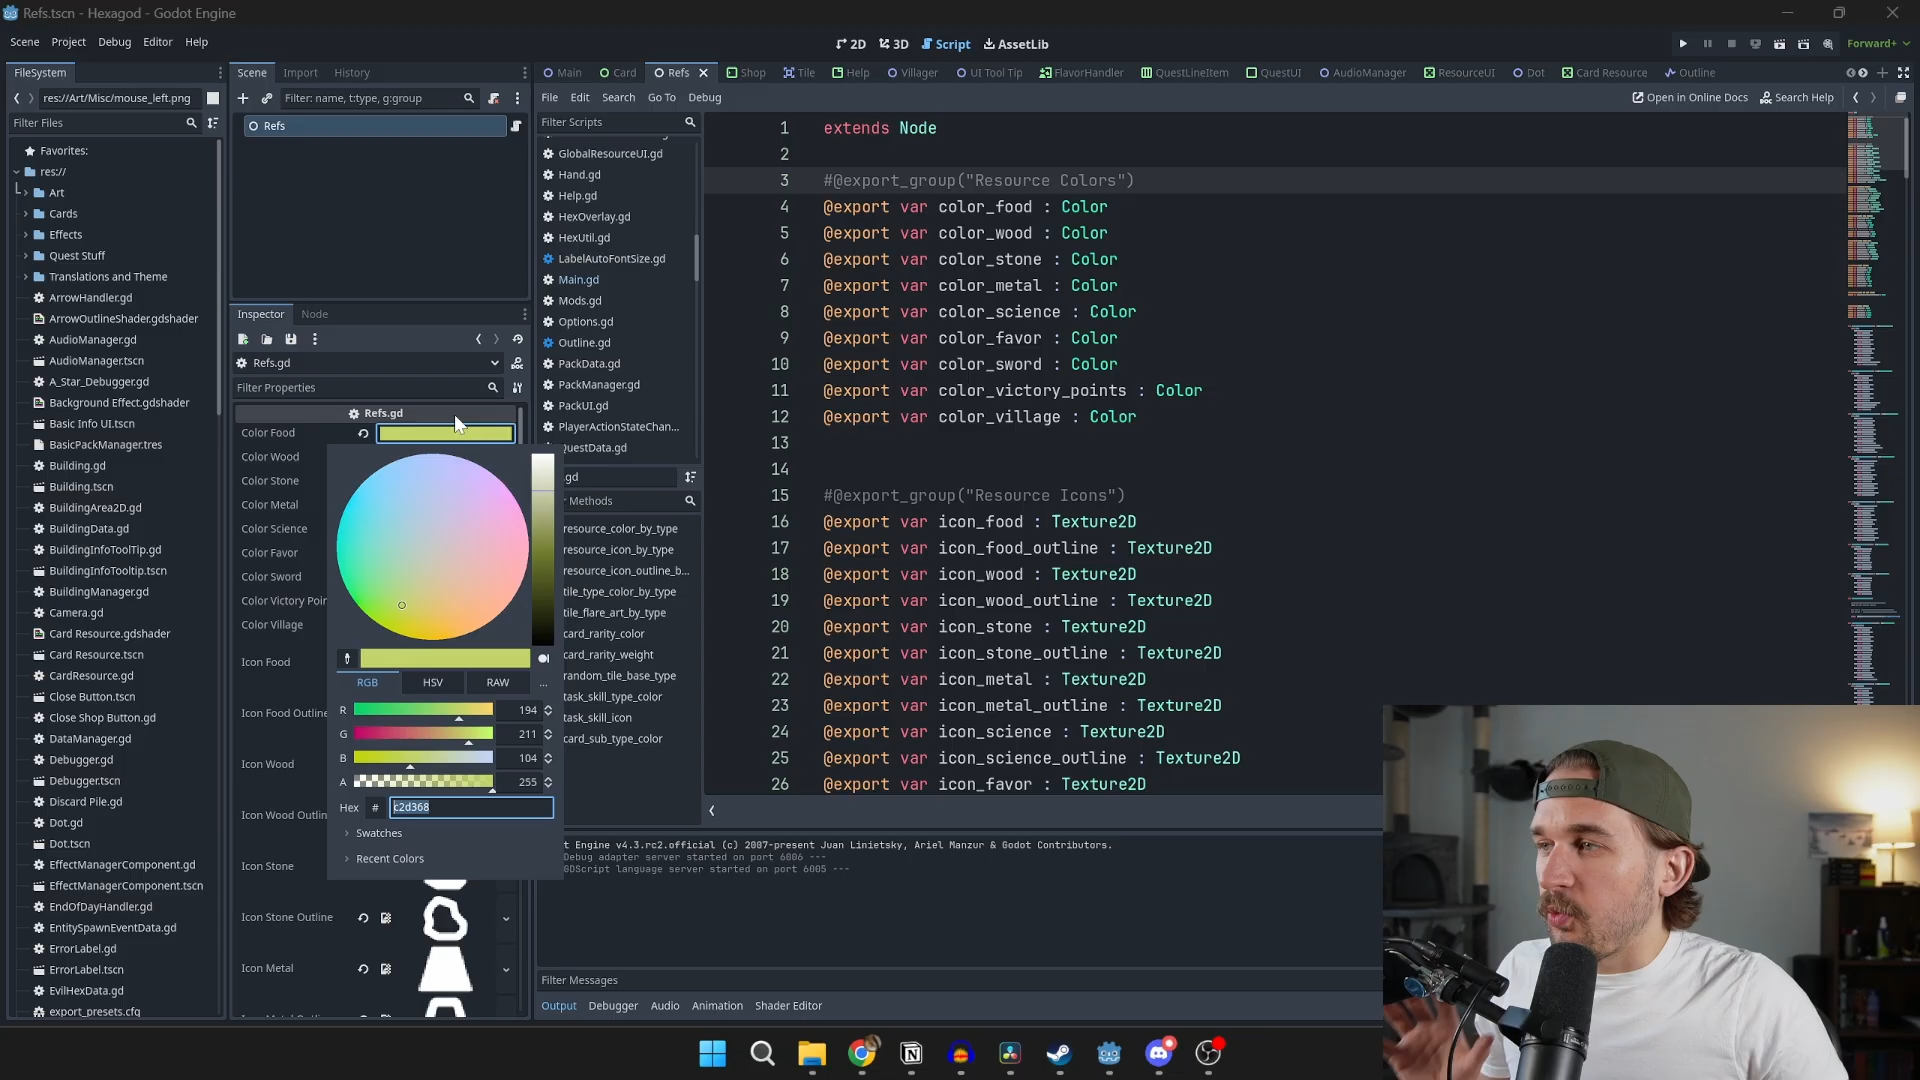 Refs.tscn - Hexagod - Godot Engine
Scene Project Debug Editor Help
2D 3D Script AssetLib
Forward+
FileSystem
res://Art/Misc/mouse_left.png
Filter Files
Favorites:
res://
Art
Cards
Effects
Quest Stuff
Translations and Theme
ArrowHandler.gd
ArrowOutlineShader.gdshader
AudioManager.gd
AudioManager.tscn
A_Star_Debugger.gd
Background Effect.gdshader
Basic Info UI.tscn
BasicPackManager.tres
Building.gd
Building.tscn
BuildingArea2D.gd
BuildingData.gd
BuildingInfoToolTip.gd
BuildingInfoTooltip.tscn
BuildingManager.gd
Camera.gd
Card Resource.gdshader
Card Resource.tscn
CardResource.gd
Close Button.tscn
Close Shop Button.gd
DataManager.gd
Debugger.gd
Debugger.tscn
Discard Pile.gd
Dot.gd
Dot.tscn
EffectManagerComponent.gd
EffectManagerComponent.tscn
EndOfDayHandler.gd
EntitySpawnEventData.gd
ErrorLabel.gd
ErrorLabel.tscn
EvilHexData.gd
export_presets.cfg
Scene Import History
Filter: name, t:type, g:group
Refs
Inspector Node
Refs.gd
Filter Properties
Refs.gd
Color Food
Color Wood
Color Stone
Color Metal
Color Science
Color Favor
Color Sword
Color Victory Poin
Color Village
Icon Food
Icon Food Outline
Icon Wood
Icon Wood Outlin
Icon Stone
Icon Stone Outline
Icon Metal
RGB HSV RAW ...
R 194
G 211
B 104
A 255
Hex # c2d368
Swatches
Recent Colors
Main Card Refs Shop Tile Help Villager UI Tool Tip FlavorHandler QuestLineItem QuestUI AudioManager ResourceUI Dot Card Resource Outline
File Edit Search Go To Debug
Open in Online Docs Search Help
Filter Scripts
GlobalResourceUI.gd
Hand.gd
Help.gd
HexOverlay.gd
HexUtil.gd
LabelAutoFontSize.gd
Main.gd
Mods.gd
Options.gd
Outline.gd
PackData.gd
PackManager.gd
PackUI.gd
PlayerActionStateChan...
QuestData.gd
.gd
Methods
resource_color_by_type
resource_icon_by_type
resource_icon_outline_b...
tile_type_color_by_type
tile_flare_art_by_type
card_rarity_color
card_rarity_weight
random_tile_base_type
task_skill_type_color
task_skill_icon
card_sub_type_color
1 extends Node
2
3 #@export_group("Resource Colors")
4 @export var color_food : Color
5 @export var color_wood : Color
6 @export var color_stone : Color
7 @export var color_metal : Color
8 @export var color_science : Color
9 @export var color_favor : Color
10 @export var color_sword : Color
11 @export var color_victory_points : Color
12 @export var color_village : Color
13
14
15 #@export_group("Resource Icons")
16 @export var icon_food : Texture2D
17 @export var icon_food_outline : Texture2D
18 @export var icon_wood : Texture2D
19 @export var icon_wood_outline : Texture2D
20 @export var icon_stone : Texture2D
21 @export var icon_stone_outline : Texture2D
22 @export var icon_metal : Texture2D
23 @export var icon_metal_outline : Texture2D
24 @export var icon_science : Texture2D
25 @export var icon_science_outline : Texture2D
26 @export var icon_favor : Texture2D
t Engine v4.3.rc2.official (c) 2007-present Juan Linietsky, Ariel Manzur & Godot Contributors.
Debug adapter server started on port 6006 ---
GDScript language server started on port 6005 ---
Filter Messages
Output Debugger Audio Animation Shader Editor